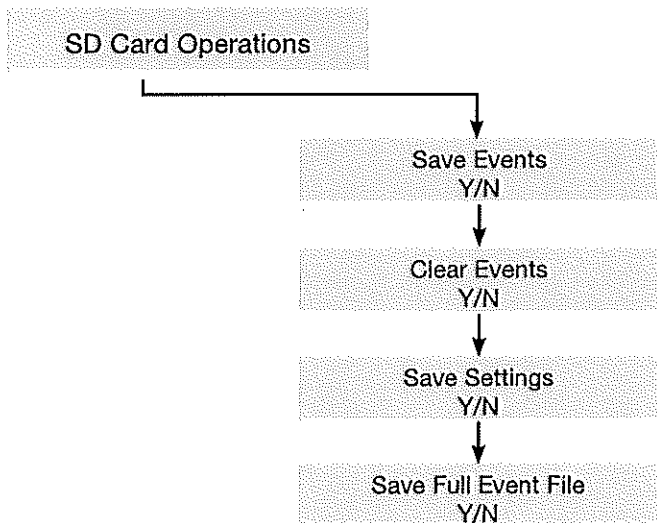 SD Card Operations
Save Events
Y/N
Clear Events
Y/N
Save Settings
Y/N
Save Full Event File
Y/N